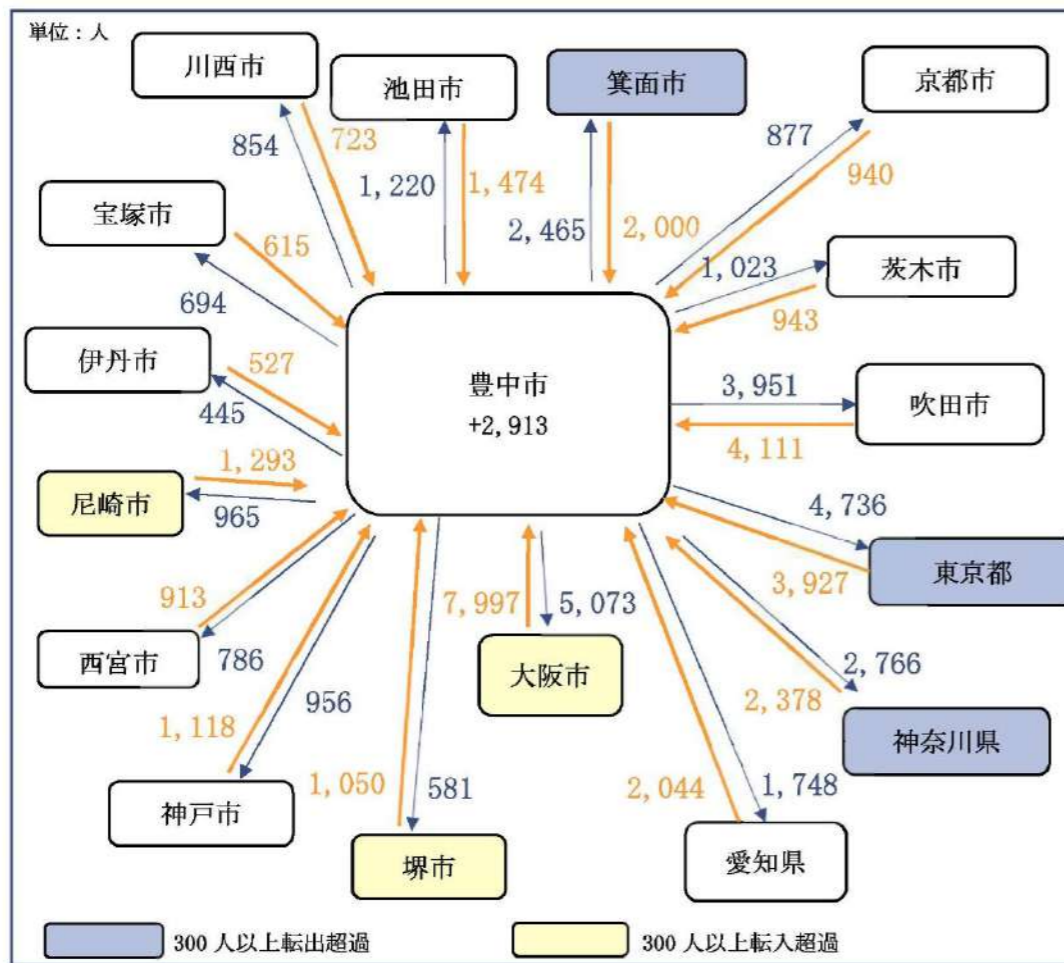 単位：人
川西市
池田市
箕面市
京都市
854
723
1,220
1,474
2,465
2,000
877
940
宝塚市
615
694
1,023
943
茨木市
伊丹市
527
445
豊中市
+2,913
3,951
4,111
吹田市
尼崎市
1,293
965
4,736
3,927
東京都
西宮市
913
786
7,997
5,073
大阪市
2,766
2,378
神奈川県
1,118
956
神戸市
1,050
581
堺市
2,044
1,748
愛知県
300 人以上転出超過
300 人以上転入超過